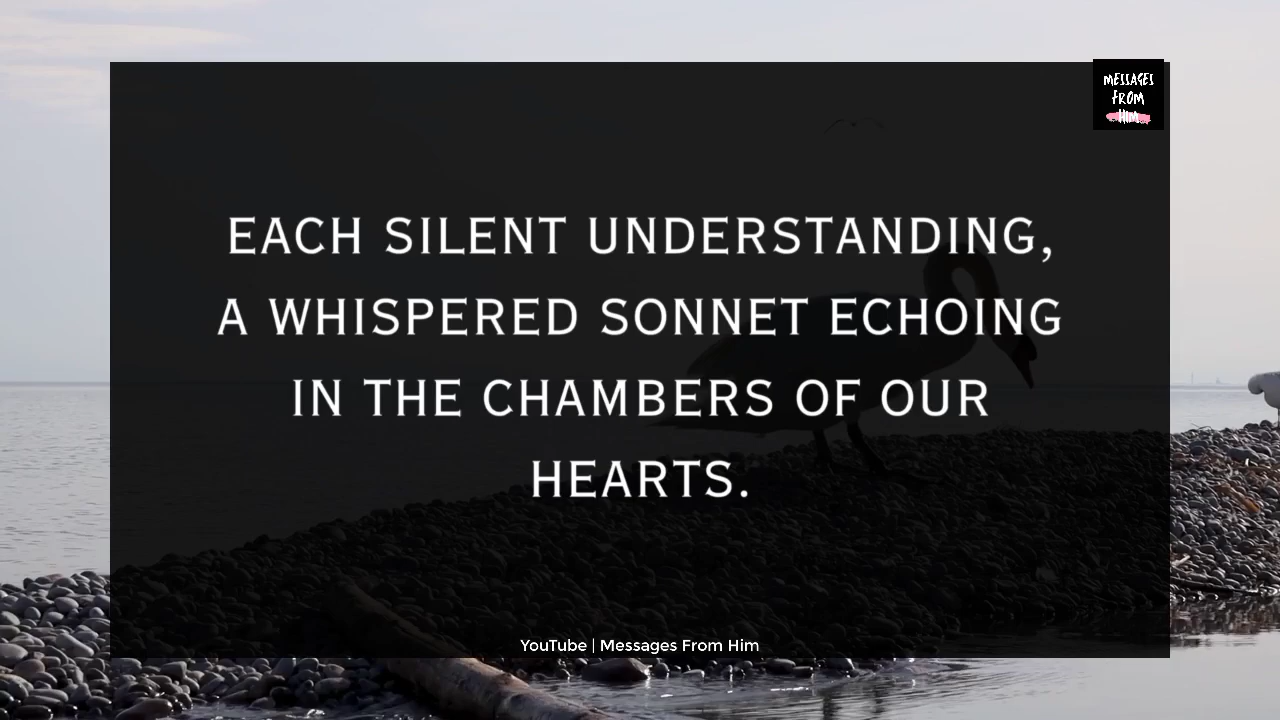 MESSAGES
FROM
HIM
EACH SILENT UNDERSTANDING,
A WHISPERED SONNET ECHOING
IN THE CHAMBERS OF OUR
HEARTS.
YouTube | Messages From Him